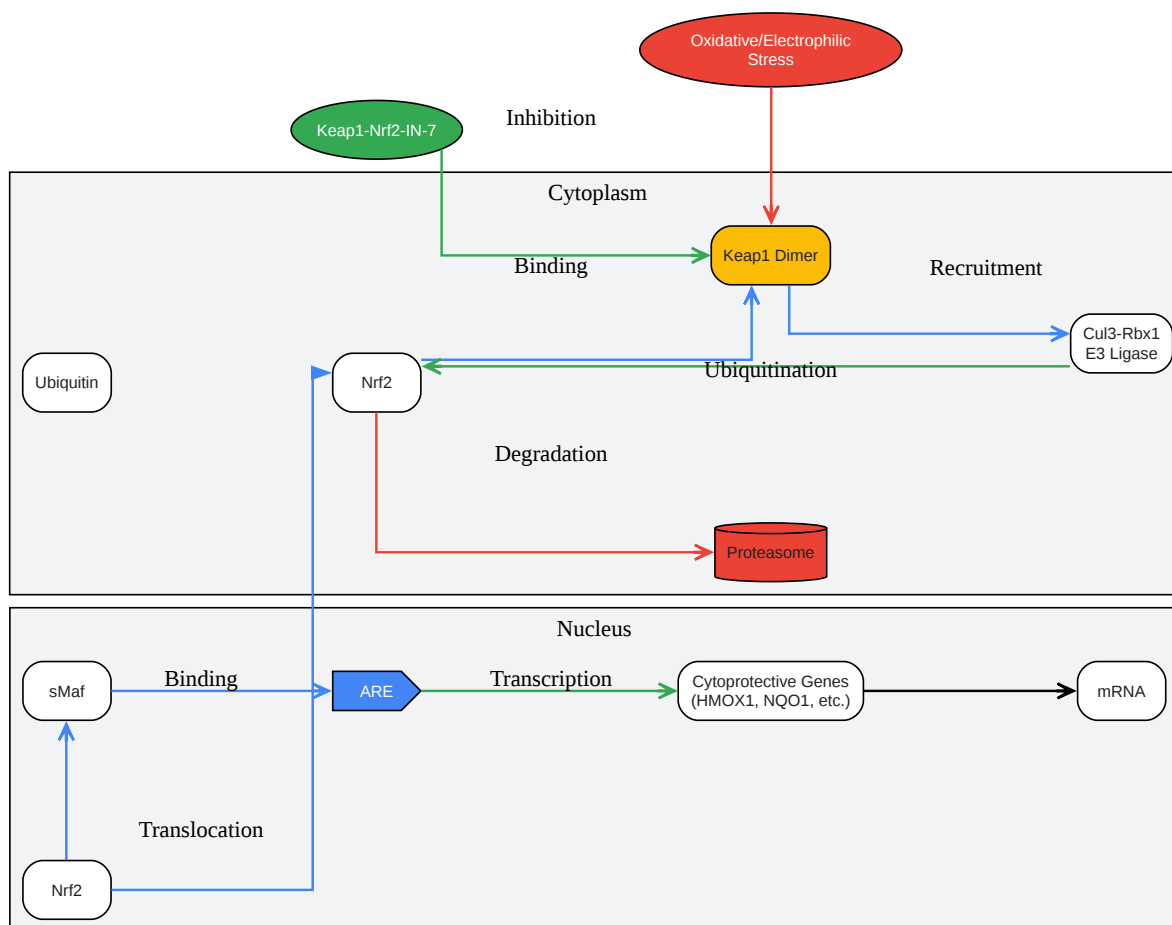 Oxidative/Electrophilic
Stress
Inhibition
Keap1-Nrf2-IN-7
Cytoplasm
Keap1 Dimer
Binding
Recruitment
Cul3-Rbx1
E3 Ligase
Ubiquitin
Nrf2
Ubiquitination
Degradation
Proteasome
Nucleus
sMaf
Binding
ARE
Transcription
Cytoprotective Genes
(HMOX1, NQO1, etc.)
mRNA
Translocation
Nrf2